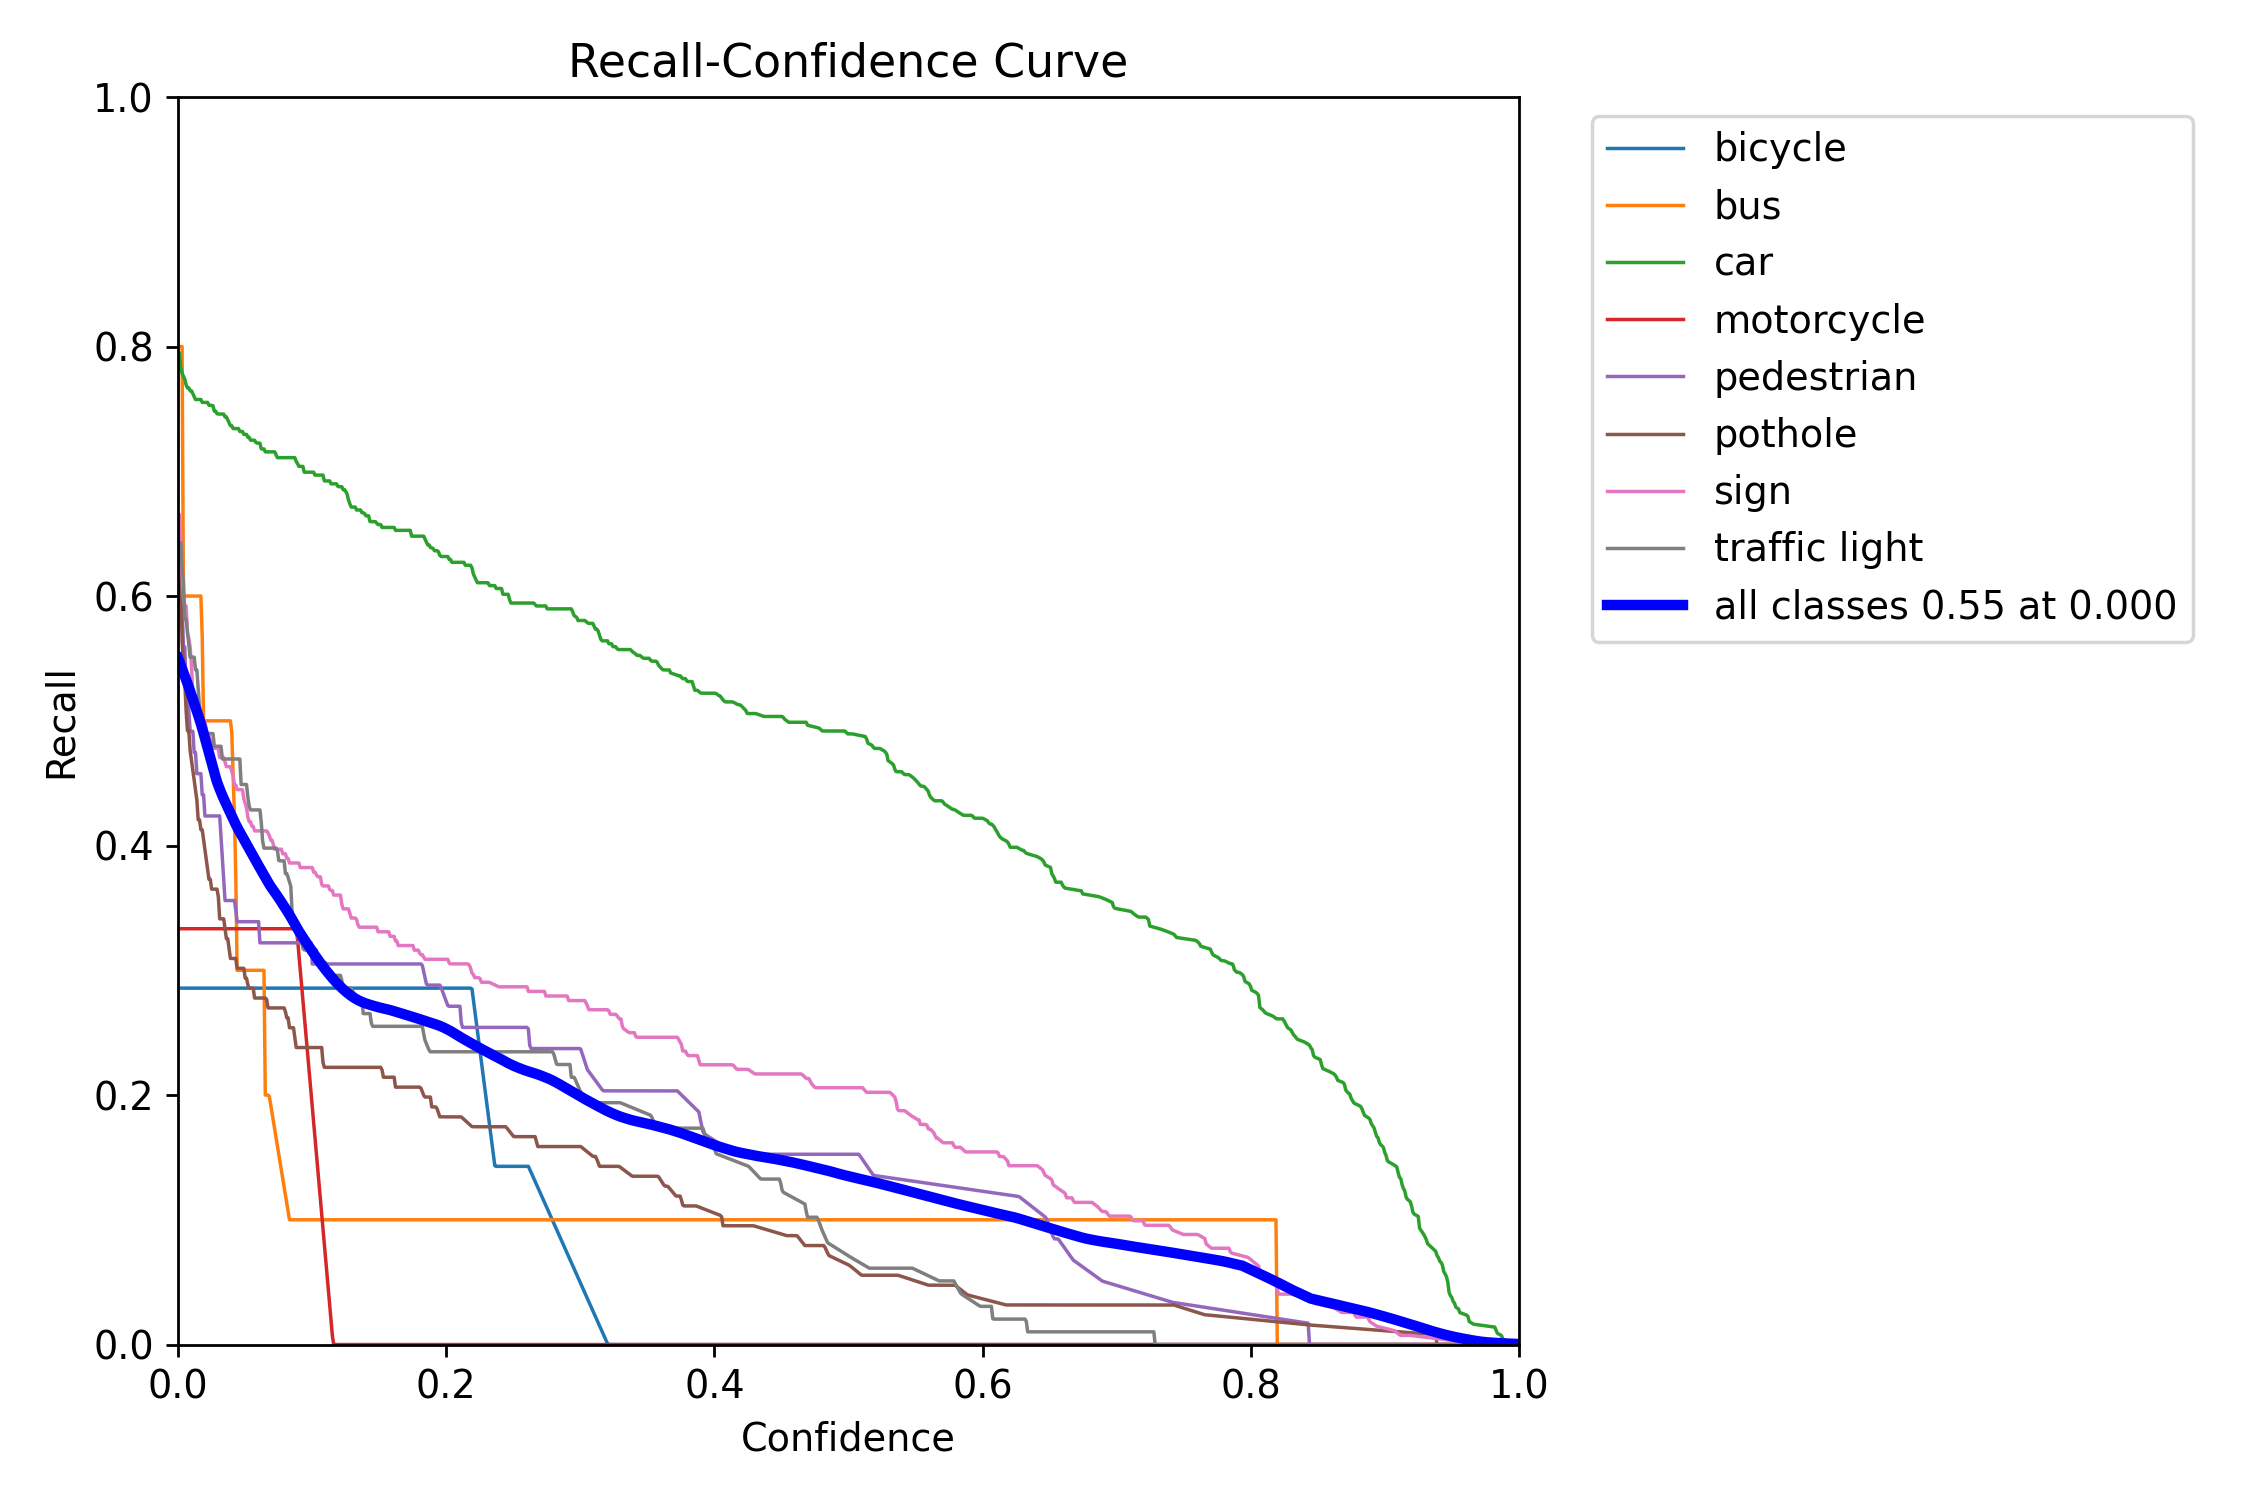 Recall-Confidence Curve
1.0
0.8
0.6
0.4
0.2
0.0
Recall
0.0 0.2 0.4 0.6 0.8 1.0
Confidence
bicycle
bus
car
motorcycle
pedestrian
pothole
sign
traffic light
all classes 0.55 at 0.000